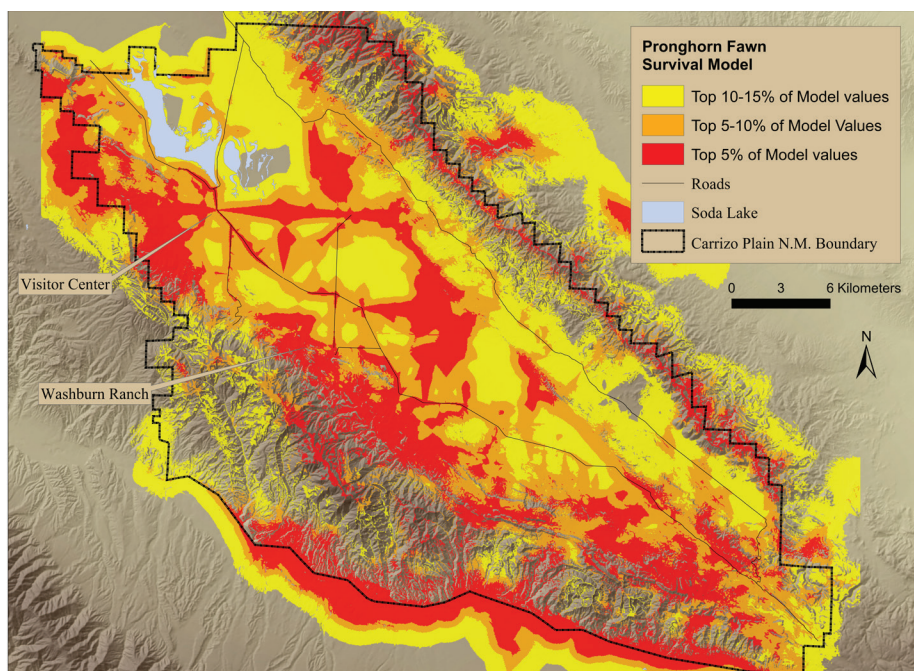 Pronghorn Fawn
Survival Model
Top 10-15% of Model values
Top 5-10% of Model Values
Top 5% of Model values
Roads
Soda Lake
Carrizo Plain N.M. Boundary
0 3 6 Kilometers
N
Visitor Center
Washburn Ranch